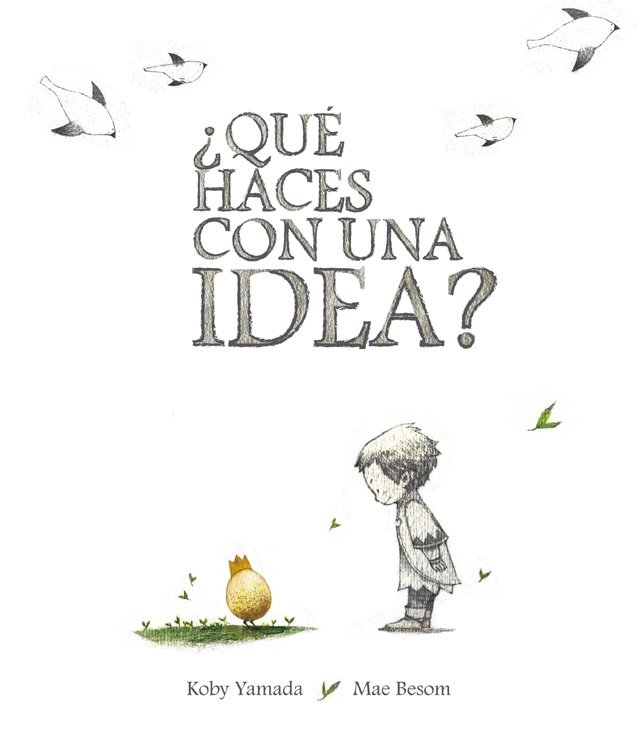 ¿QUÉ
HACES
CON UNA
IDEA?
Koby Yamada Mae Besom